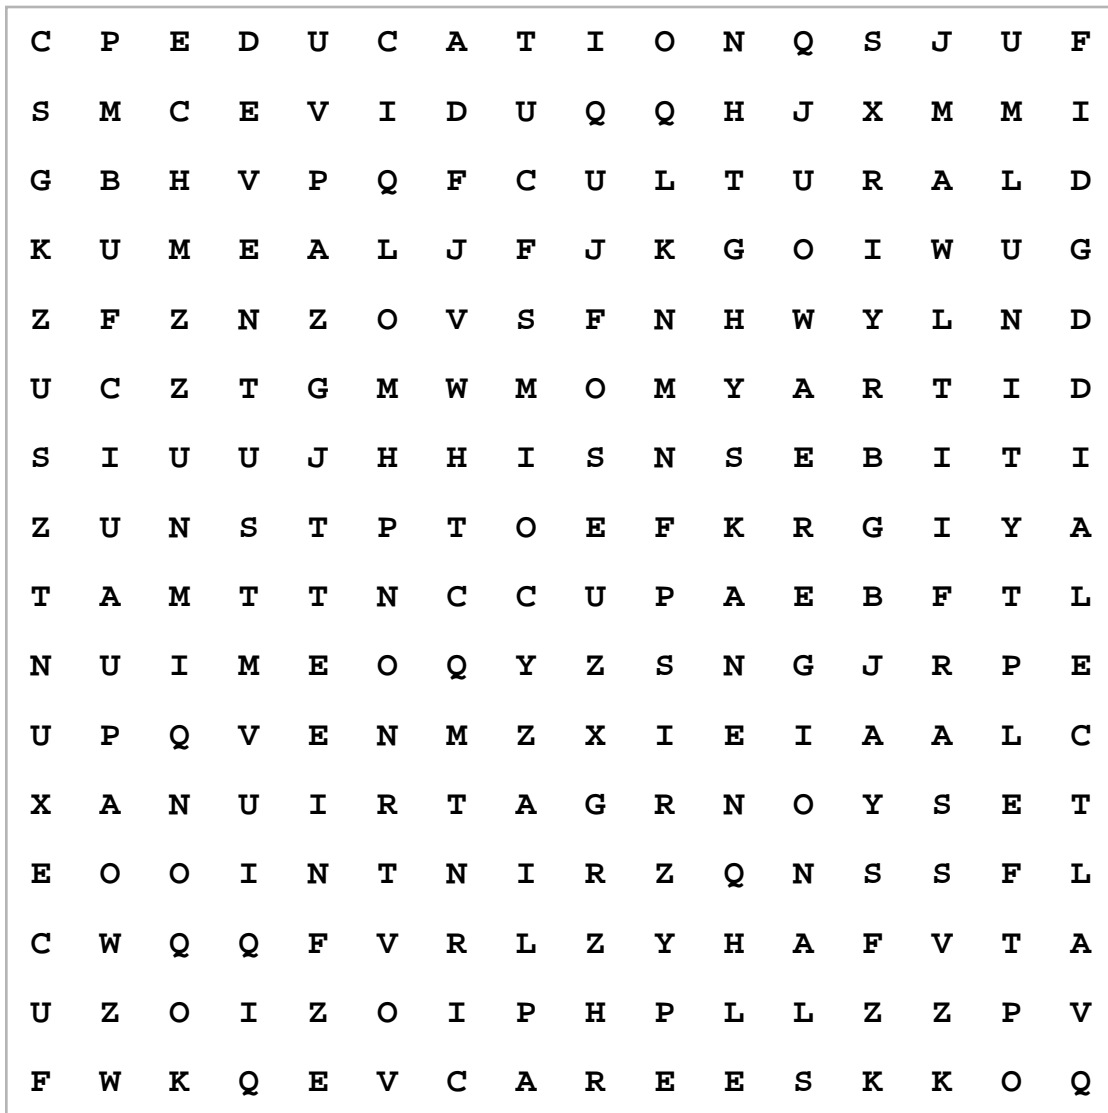 C P E D U C A T I O N Q S J U F
S M C E V I D U Q Q H J X M M I
G B H V P Q F C U L T U R A L D
K U M E A L J F J K G O I W U G
Z F Z N Z O V S F N H W Y L N D
U C Z T G M W M O M Y A R T I D
S I U U J H H I S N S E B I T I
Z U N S T P T O E F K R G I Y A
T A M T T N C C U P A E B F T L
N U I M E O Q Y Z S N G J R P E
U P Q V E N M Z X I E I A A L C
X A N U I R T A G R N O Y S E T
E O O I N T N I R Z Q N S S F L
C W Q Q F V R L Z Y H A F V T A
U Z O I Z O I P H P L L Z Z P V
F W K Q E V C A R E E S K K O Q